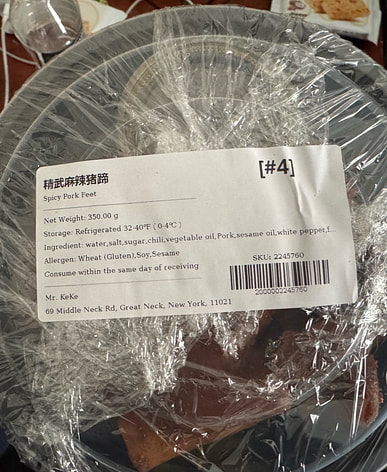 精武麻辣猪蹄
[#4]
Spicy Pork Feet
Net Weight: 350.00 g
Storage: Refrigerated 32-40°F ( 0-4°C )
Ingredient: water,salt,sugar,chili,vegetable oil,Pork,sesame oil,white pepper,f...
Allergen: Wheat (Gluten),Soy,Sesame
SKU: 2245760
Consume within the same day of receiving
2000002245760
Mr. KeKe
69 Middle Neck Rd, Great Neck, New York, 11021